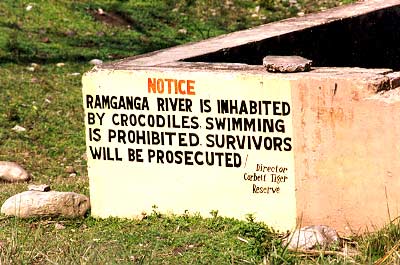 NOTICE
RAMGANGA RIVER IS INHABITED
BY CROCODILES. SWIMMING
IS PROHIBITED. SURVIVORS
WILL BE PROSECUTED!
Director
Corbett Tiger
Reserve